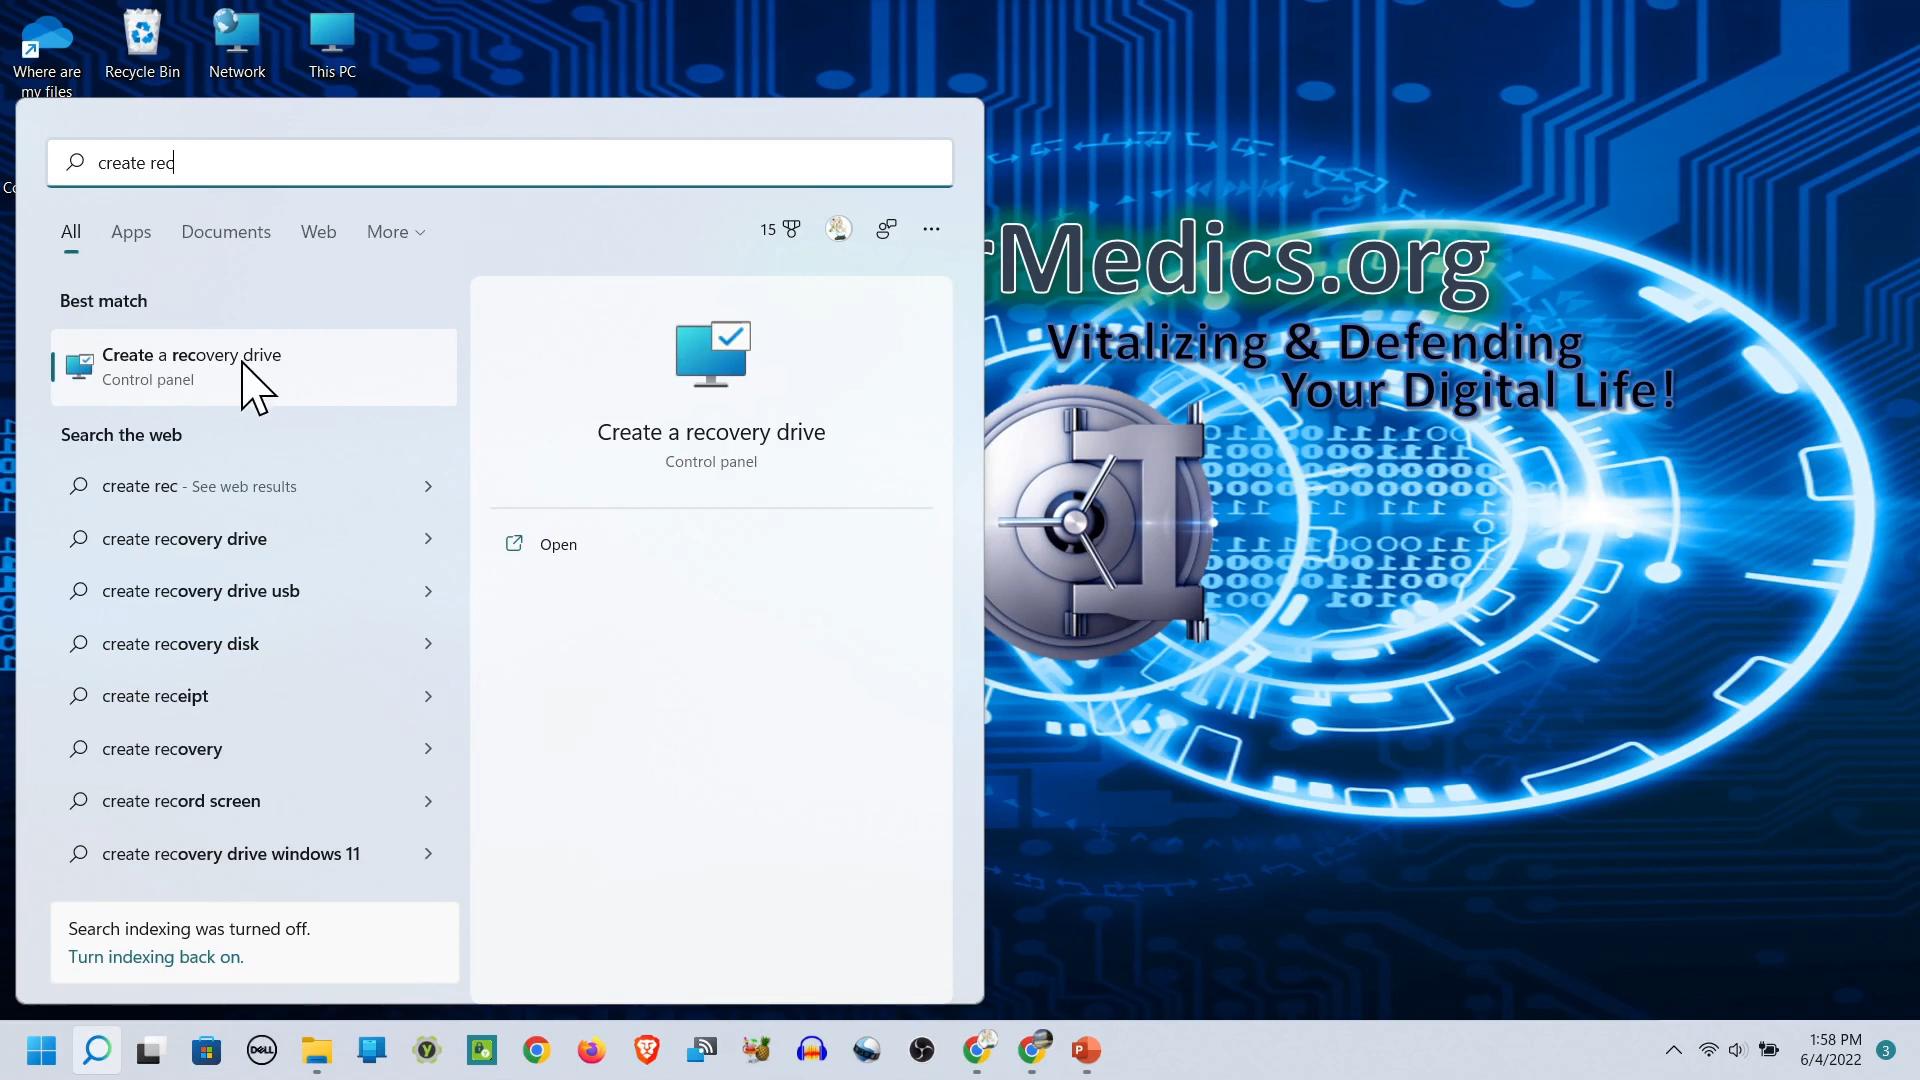 Where are
my files
Recycle Bin
Network
This PC
create rec
All
Apps
Documents
Web
More
15
Best match
Create a recovery drive
Control panel
Search the web
create rec - See web results
create recovery drive
create recovery drive usb
create recovery disk
create receipt
create recovery
create record screen
create recovery drive windows 11
Search indexing was turned off.
Turn indexing back on.
Create a recovery drive
Control panel
Open
rMedics.org
Vitalizing & Defending
Your Digital Life!
DELL
1:58 PM
6/4/2022
3